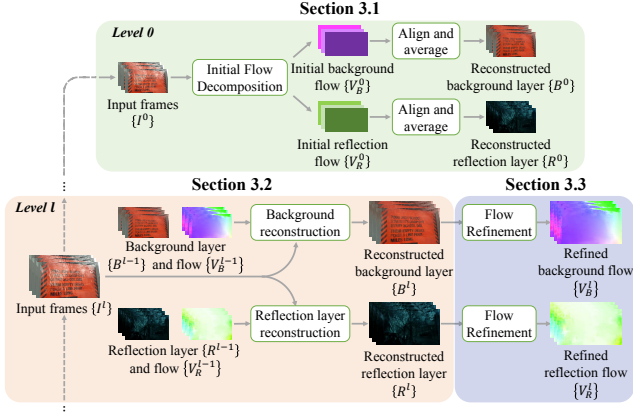 Section 3.1
Level 0
Input frames
{I^0}
Initial Flow
Decomposition
Initial background
flow {V_B^0}
Align and
average
Reconstructed
background layer {B^0}
Initial reflection
flow {V_R^0}
Align and
average
Reconstructed
reflection layer {R^0}
Section 3.2
Section 3.3
Level l
Input frames {I^l}
Background layer
{B^{l-1}} and flow {V_B^{l-1}}
Background
reconstruction
Reconstructed
background layer
{B^l}
Flow
Refinement
Refined
background flow
{V_B^l}
Reflection layer {R^{l-1}}
and flow {V_R^{l-1}}
Reflection layer
reconstruction
Reconstructed
reflection layer
{R^l}
Flow
Refinement
Refined
reflection flow
{V_R^l}